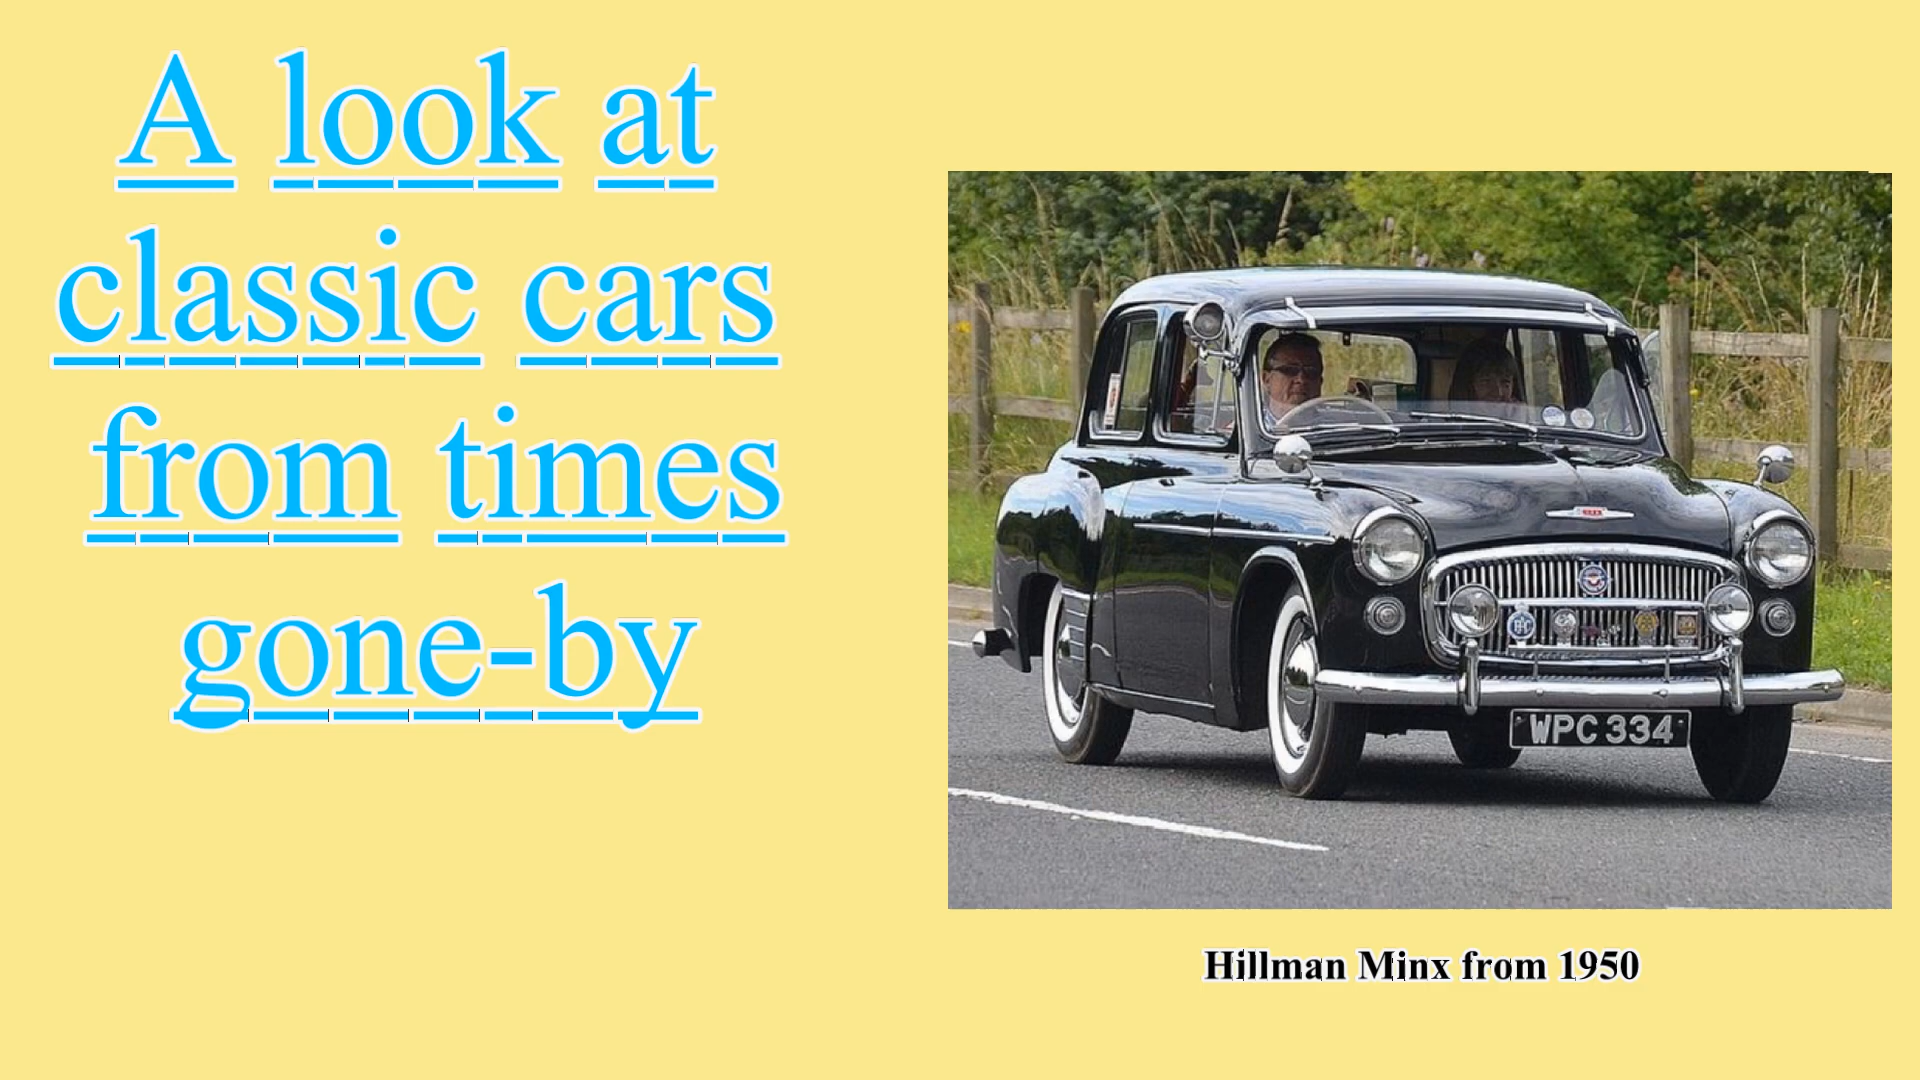 A look at
classic cars
from times
gone-by
WPC 334
Hillman Minx from 1950